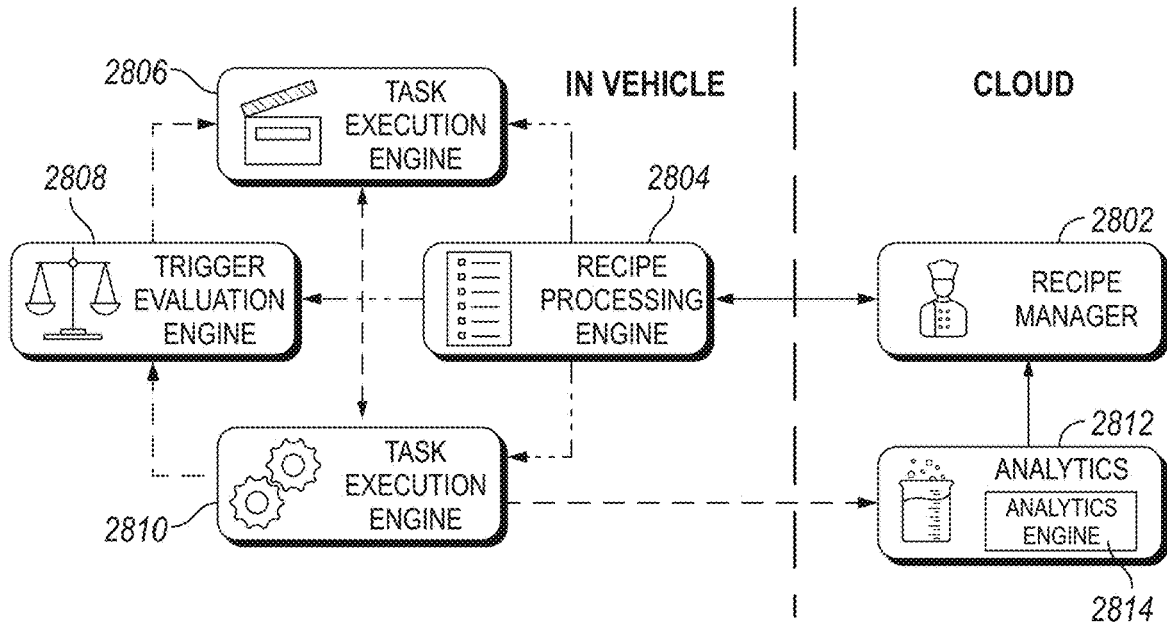 2806
TASK
EXECUTION
ENGINE
IN VEHICLE
CLOUD
2808
TRIGGER
EVALUATION
ENGINE
2804
RECIPE
PROCESSING
ENGINE
2802
RECIPE
MANAGER
TASK
EXECUTION
ENGINE
2810
2812
ANALYTICS
ANALYTICS
ENGINE
2814